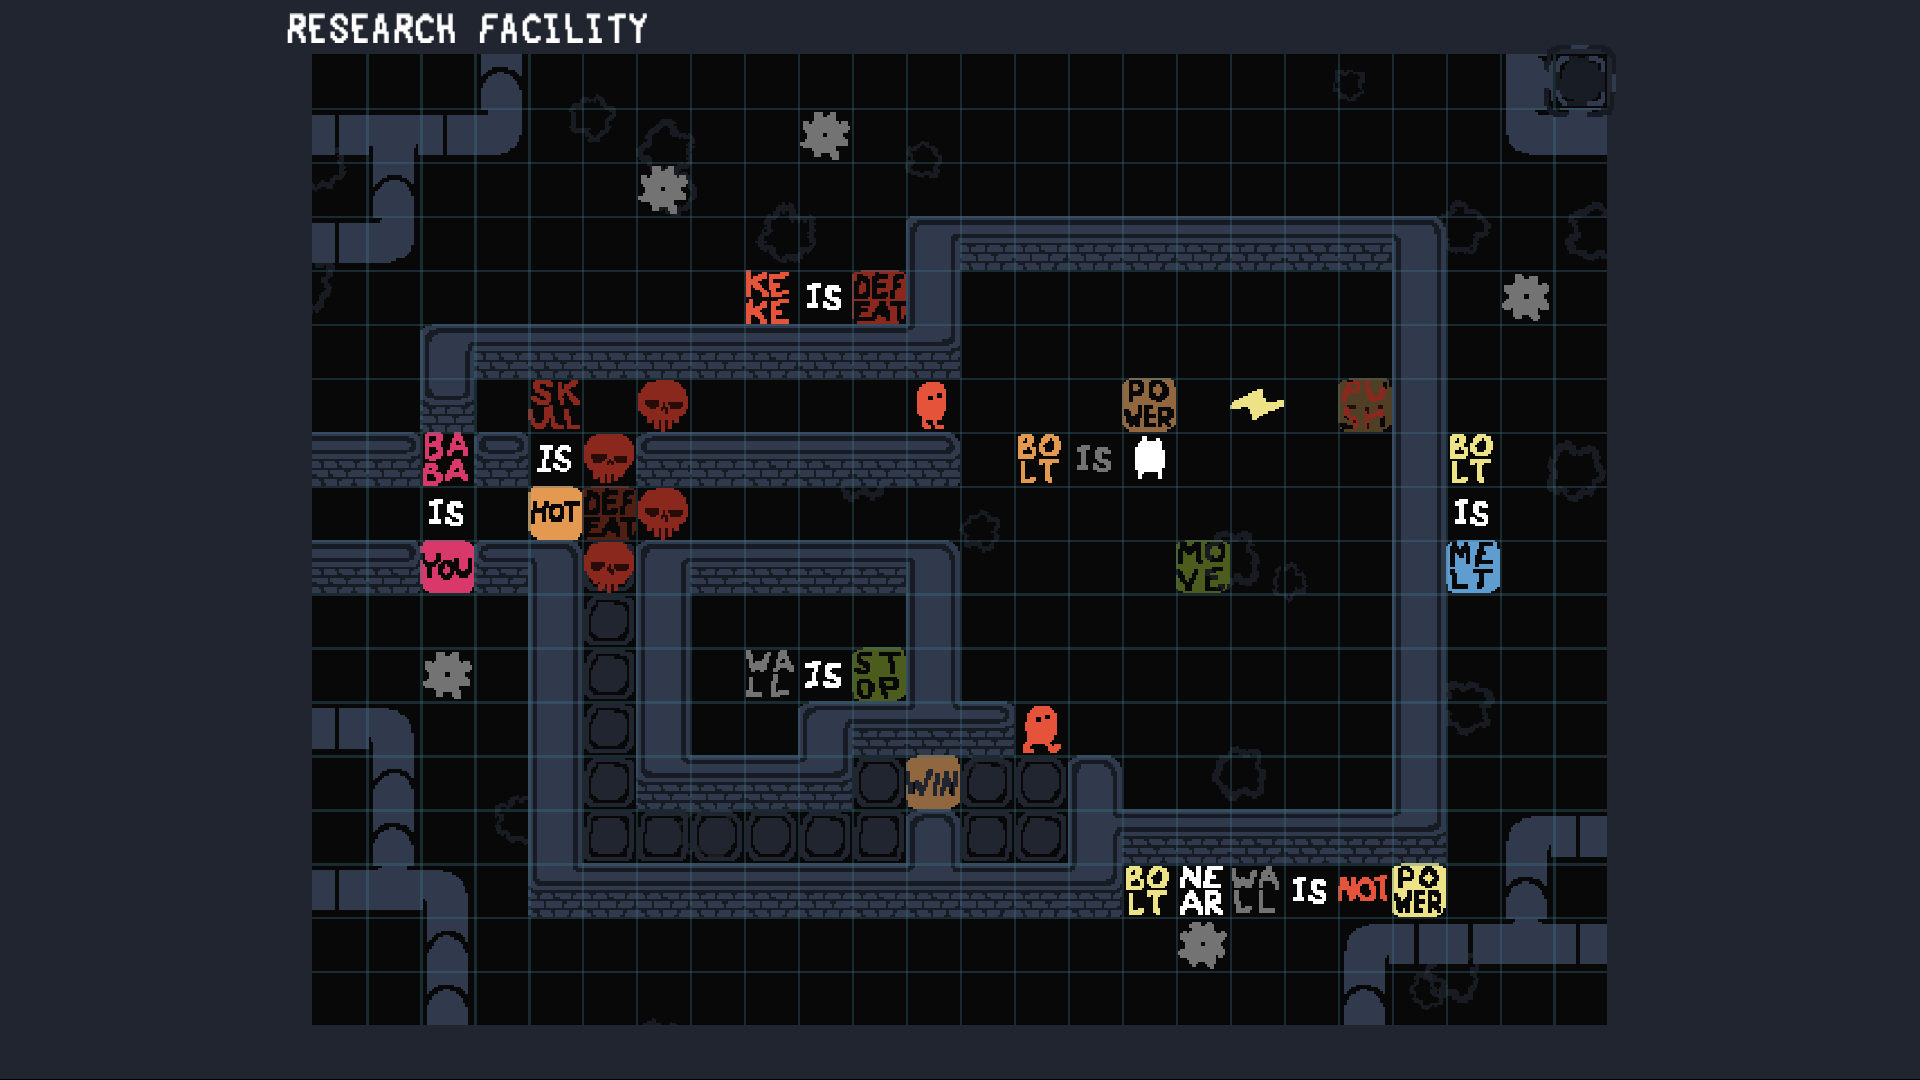 RESEARCH FACILITY
KEKE IS DEFEAT
SKULL
POWER
PUSH
BABA
IS
BOLT IS
BOLT
IS
HOT DEFEAT
IS
YOU
MOVE
MELT
WALL IS STOP
WIN
BOLT NEAR WALL IS NOT POWER